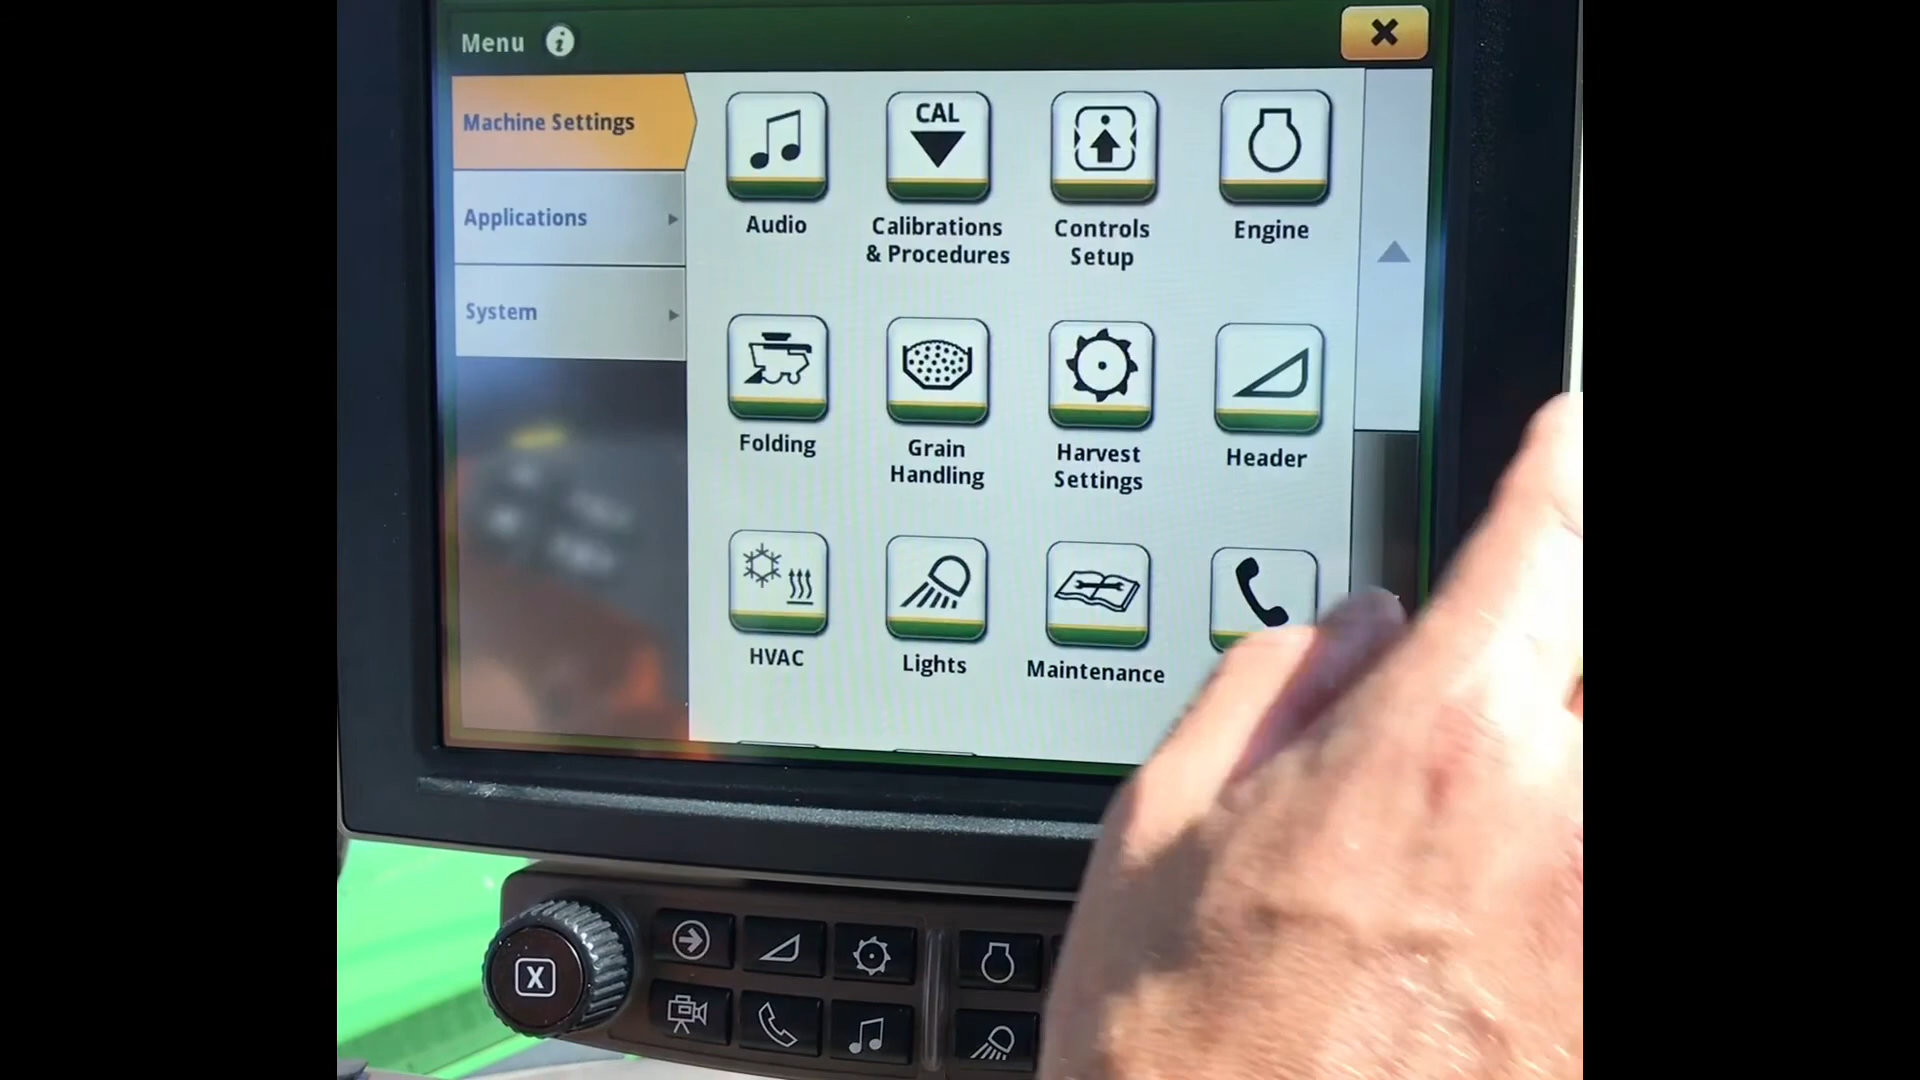 Menu i
Machine Settings
Applications
System
Audio
CAL
Calibrations
& Procedures
Controls
Setup
Engine
Folding
Grain
Handling
Harvest
Settings
Header
HVAC
Lights
Maintenance
X